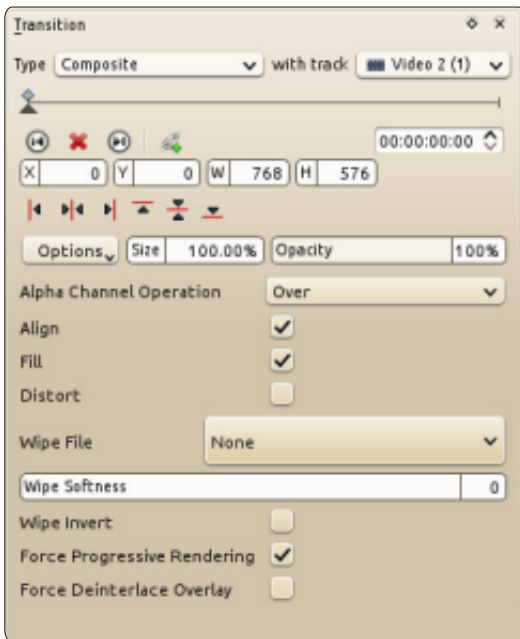 Transition
Type Composite with track Video 2 (1)
00:00:00:00
X 0 Y 0 W 768 H 576
Options Size 100.00% Opacity 100%
Alpha Channel Operation Over
Align
Fill
Distort
Wipe File None
Wipe Softness 0
Wipe Invert
Force Progressive Rendering
Force Deinterlace Overlay